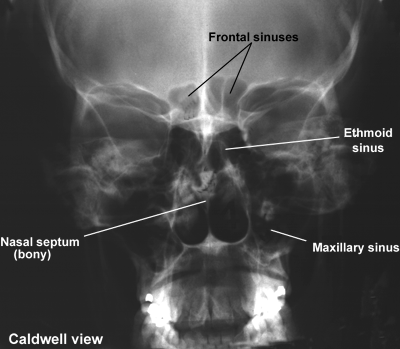 Frontal sinuses
Ethmoid
sinus
Nasal septum
(bony)
Maxillary sinus
Caldwell view